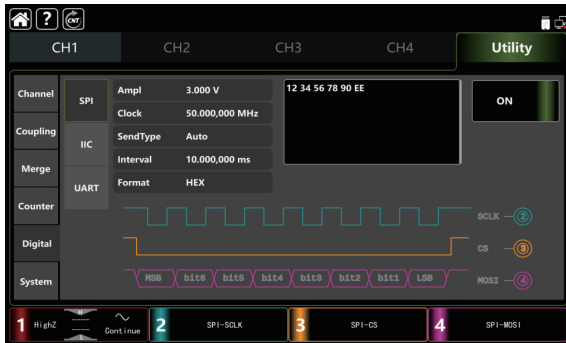 ? CNT
CH1 CH2 CH3 CH4 Utility
Channel
Coupling
Merge
Counter
Digital
System
SPI
IIC
UART
Ampl 3.000 V
Clock 50.000,000 MHz
SendType Auto
Interval 10.000,000 ms
Format HEX
12 34 56 78 90 EE
ON
SCLK 2
CS 3
MSB bit6 bit5 bit4 bit3 bit2 bit1 LSB MOSI 4
1 HighZ H ---- ---- L Continue 2 SPI-SCLK 3 SPI-CS 4 SPI-MOSI